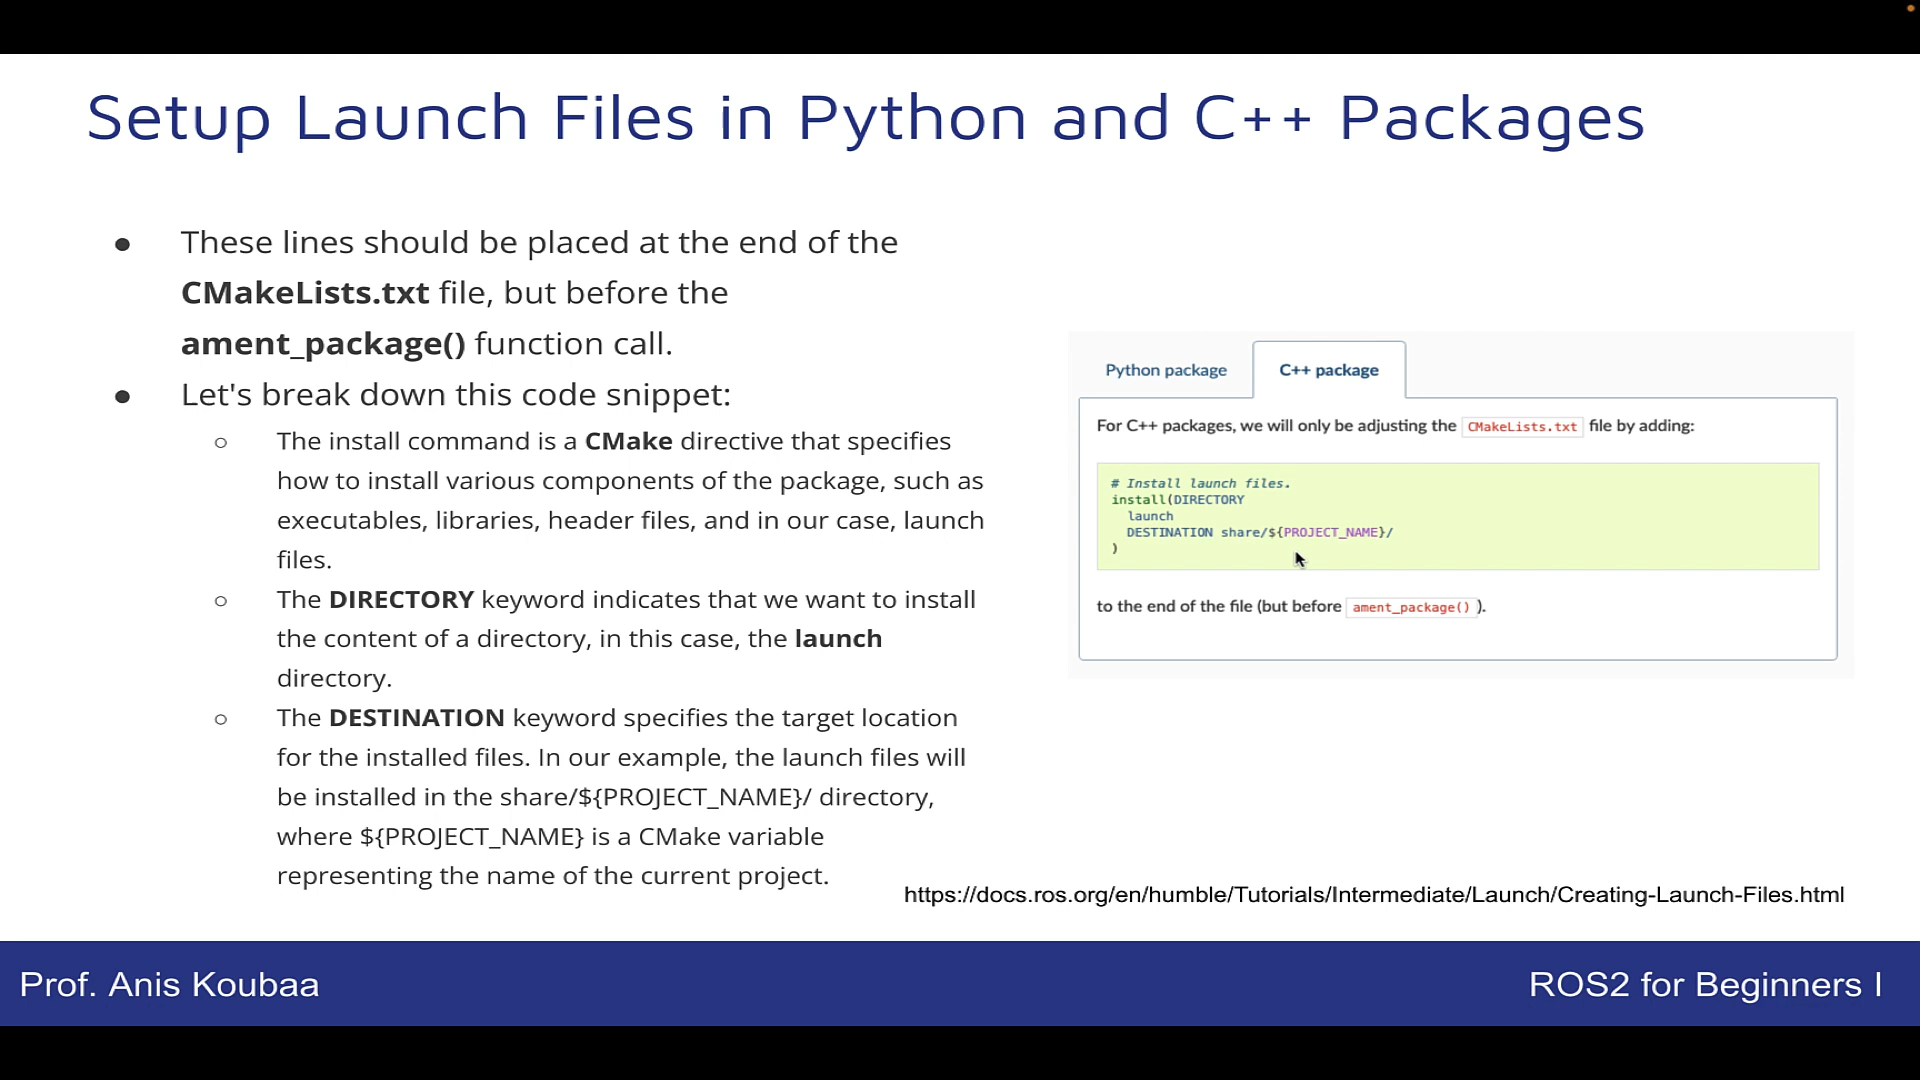 Setup Launch Files in Python and C++ Packages
● These lines should be placed at the end of the
CMakeLists.txt file, but before the
ament_package() function call.
● Let's break down this code snippet:
○ The install command is a CMake directive that specifies
how to install various components of the package, such as
executables, libraries, header files, and in our case, launch
files.
○ The DIRECTORY keyword indicates that we want to install
the content of a directory, in this case, the launch
directory.
○ The DESTINATION keyword specifies the target location
for the installed files. In our example, the launch files will
be installed in the share/${PROJECT_NAME}/ directory,
where ${PROJECT_NAME} is a CMake variable
representing the name of the current project.
Python package C++ package
For C++ packages, we will only be adjusting the CMakeLists.txt file by adding:
# Install launch files.
install(DIRECTORY
launch
DESTINATION share/${PROJECT_NAME}/
)
to the end of the file (but before ament_package() ).
https://docs.ros.org/en/humble/Tutorials/Intermediate/Launch/Creating-Launch-Files.html
Prof. Anis Koubaa
ROS2 for Beginners I